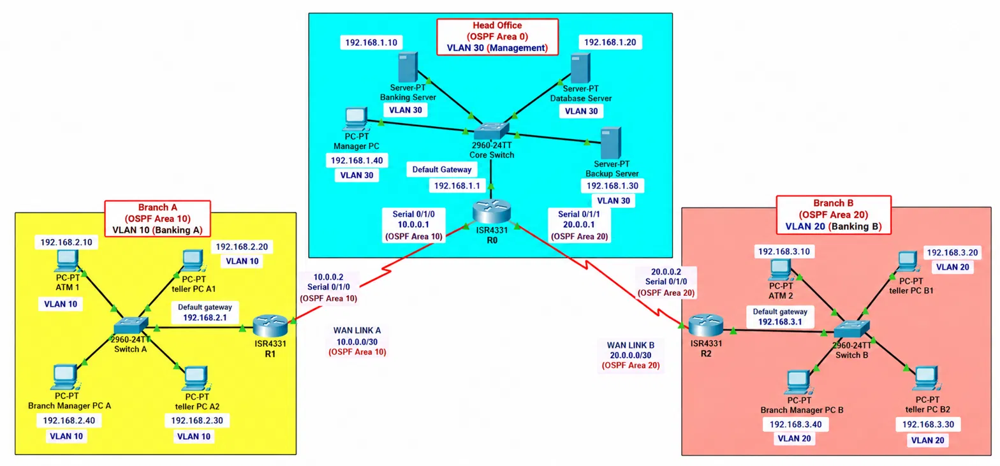 Head Office
(OSPF Area 0)
VLAN 30 (Management)
192.168.1.10
192.168.1.20
Server-PT
Banking Server
VLAN 30
Server-PT
Database Server
VLAN 30
PC-PT
Manager PC
192.168.1.40
VLAN 30
2960-24TT
Core Switch
Server-PT
Backup Server
192.168.1.30
VLAN 30
Default Gateway
192.168.1.1
Serial 0/1/0
10.0.0.1
(OSPF Area 10)
ISR4331
R0
Serial 0/1/1
20.0.0.1
(OSPF Area 20)
Branch A
(OSPF Area 10)
VLAN 10 (Banking A)
192.168.2.10
PC-PT
ATM 1
VLAN 10
192.168.2.20
VLAN 10
PC-PT
teller PC A1
Default gateway
192.168.2.1
2960-24TT
Switch A
ISR4331
R1
PC-PT
Branch Manager PC A
192.168.2.40
VLAN 10
PC-PT
teller PC A2
192.168.2.30
VLAN 10
10.0.0.2
Serial 0/1/0
(OSPF Area 10)
WAN LINK A
10.0.0.0/30
(OSPF Area 10)
20.0.0.2
Serial 0/1/0
(OSPF Area 20)
WAN LINK B
20.0.0.0/30
(OSPF Area 20)
Branch B
(OSPF Area 20)
VLAN 20 (Banking B)
192.168.3.10
PC-PT
ATM 2
192.168.3.20
VLAN 20
PC-PT
teller PC B1
Default gateway
192.168.3.1
ISR4331
R2
2960-24TT
Switch B
PC-PT
Branch Manager PC B
192.168.3.40
VLAN 20
PC-PT
teller PC B2
192.168.3.30
VLAN 20